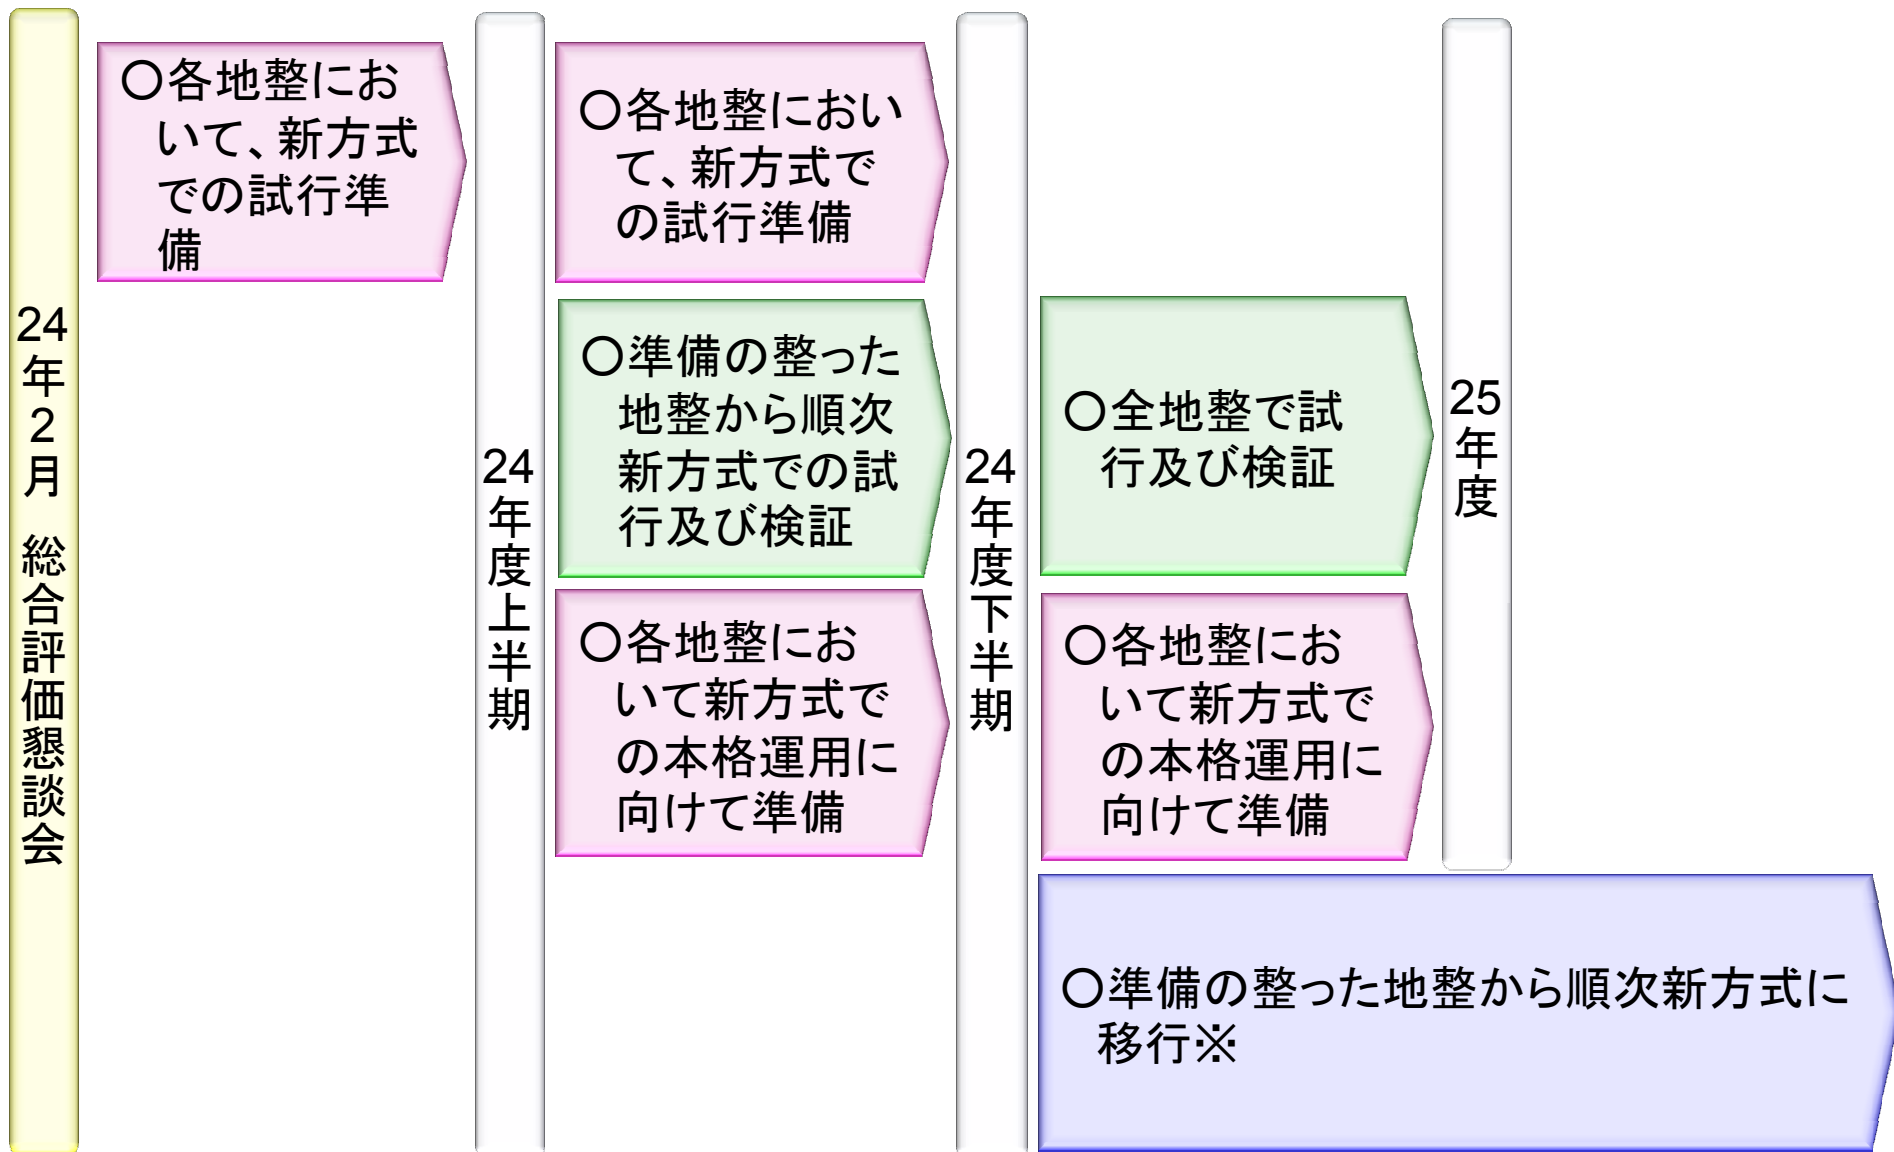 24年2月 総合評価懇談会
〇各地整にお
いて、新方式
での試行準
備
24年度上半期
〇各地整におい
て、新方式で
の試行準備
〇準備の整った
地整から順次
新方式での試
行及び検証
〇各地整にお
いて新方式で
の本格運用に
向けて準備
24年度下半期
〇全地整で試
行及び検証
〇各地整にお
いて新方式で
の本格運用に
向けて準備
25年度
〇準備の整った地整から順次新方式に
移行※